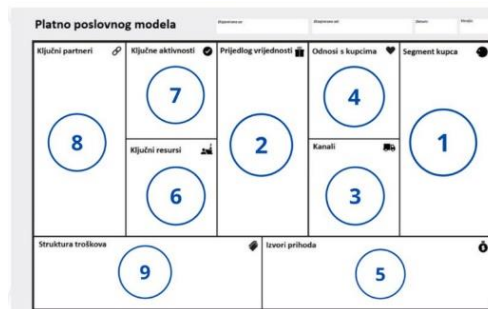 Platno poslovnog modela
Ključni partneri
Ključne aktivnosti
Prijedlog vrijednosti
Odnosi s kupcima
Segment kupca
8
7
2
4
1
Ključni resursi
Kanali
6
3
Struktura troškova
Izvori prihoda
9
5